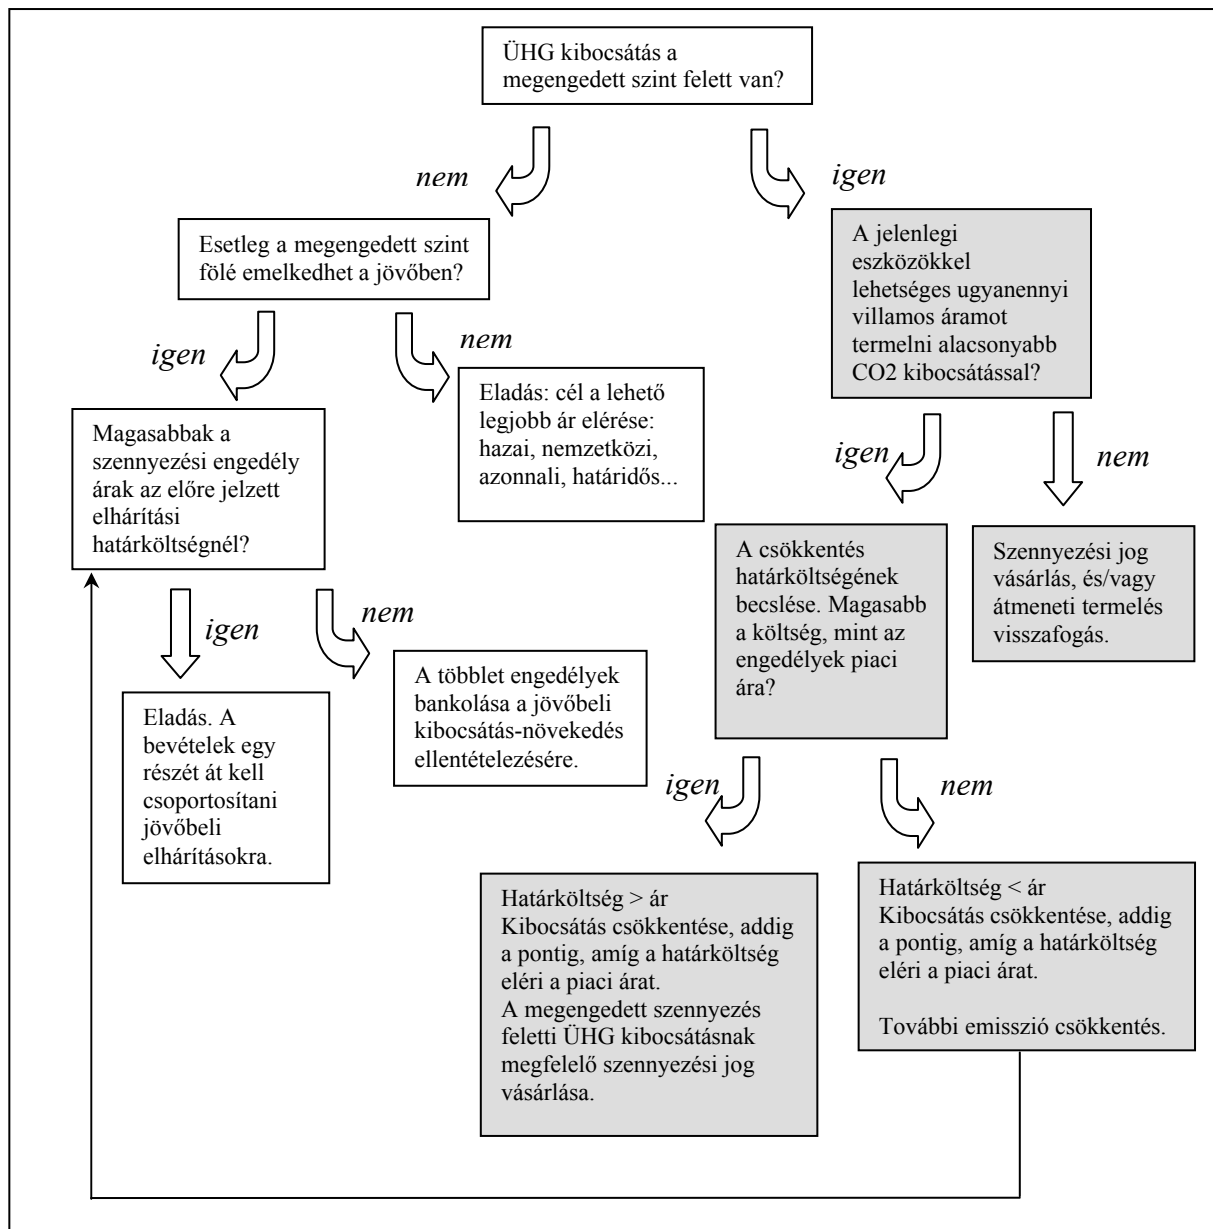 ÜHG kibocsátás a
megengedett szint felett van?
nem
igen
Esetleg a megengedett szint
fölé emelkedhet a jövőben?
A jelenlegi
eszközökkel
lehetséges ugyanennyi
villamos áramot
termelni alacsonyabb
CO2 kibocsátással?
igen
nem
Magasabbak a
szennyezési engedély
árak az előre jelzett
elhárítási
határköltségnél?
Eladás: cél a lehető
legjobb ár elérése:
hazai, nemzetközi,
azonnali, határidős...
igen
nem
A csökkentés
határköltségének
becslése. Magasabb
a költség, mint az
engedélyek piaci
ára?
Szennyezési jog
vásárlás, és/vagy
átmeneti termelés
visszafogás.
igen
nem
Eladás. A
bevételek egy
részét át kell
csoportosítani
jövőbeli
elhárításokra.
A többlet engedélyek
bankolása a jövőbeli
kibocsátás-növekedés
ellentételezésére.
igen
nem
Határköltség > ár
Kibocsátás csökkentése, addig
a pontig, amíg a határköltség
eléri a piaci árat.
A megengedett szennyezés
feletti ÜHG kibocsátásnak
megfelelő szennyezési jog
vásárlása.
Határköltség < ár
Kibocsátás csökkentése, addig
a pontig, amíg a határköltség
eléri a piaci árat.
További emisszió csökkentés.